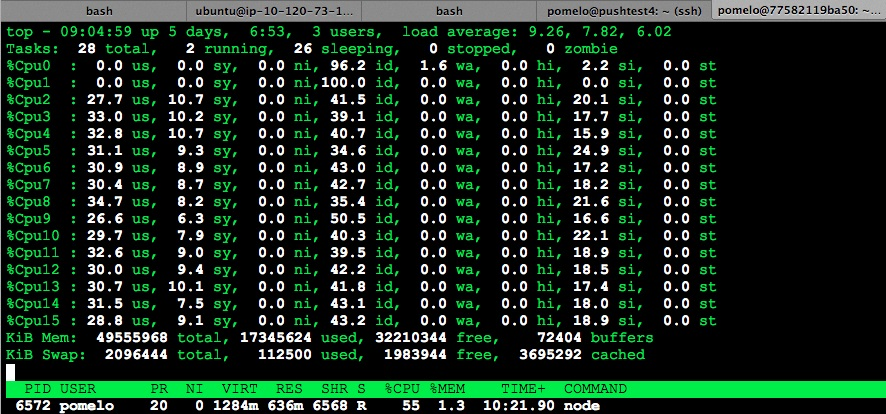 bash ubuntu@ip-10-120-73-1... bash pomelo@pushtest4: ~ (ssh) pomelo@77582119ba50: ~...
top - 09:04:59 up 5 days,  6:53,  3 users,  load average: 9.26, 7.82, 6.02
Tasks:  28 total,   2 running,  26 sleeping,   0 stopped,   0 zombie
%Cpu0  :  0.0 us,  0.0 sy,  0.0 ni, 96.2 id,  1.6 wa,  0.0 hi,  2.2 si,  0.0 st
%Cpu1  :  0.0 us,  0.0 sy,  0.0 ni,100.0 id,  0.0 wa,  0.0 hi,  0.0 si,  0.0 st
%Cpu2  : 27.7 us, 10.7 sy,  0.0 ni, 41.5 id,  0.0 wa,  0.0 hi, 20.1 si,  0.0 st
%Cpu3  : 33.0 us, 10.2 sy,  0.0 ni, 39.1 id,  0.0 wa,  0.0 hi, 17.7 si,  0.0 st
%Cpu4  : 32.8 us, 10.7 sy,  0.0 ni, 40.7 id,  0.0 wa,  0.0 hi, 15.9 si,  0.0 st
%Cpu5  : 31.1 us,  9.3 sy,  0.0 ni, 34.6 id,  0.0 wa,  0.0 hi, 24.9 si,  0.0 st
%Cpu6  : 30.9 us,  8.9 sy,  0.0 ni, 43.0 id,  0.0 wa,  0.0 hi, 17.2 si,  0.0 st
%Cpu7  : 30.4 us,  8.7 sy,  0.0 ni, 42.7 id,  0.0 wa,  0.0 hi, 18.2 si,  0.0 st
%Cpu8  : 34.7 us,  8.2 sy,  0.0 ni, 35.4 id,  0.0 wa,  0.0 hi, 21.6 si,  0.0 st
%Cpu9  : 26.6 us,  6.3 sy,  0.0 ni, 50.5 id,  0.0 wa,  0.0 hi, 16.6 si,  0.0 st
%Cpu10 : 29.7 us,  7.9 sy,  0.0 ni, 40.3 id,  0.0 wa,  0.0 hi, 22.1 si,  0.0 st
%Cpu11 : 32.6 us,  9.0 sy,  0.0 ni, 39.5 id,  0.0 wa,  0.0 hi, 18.9 si,  0.0 st
%Cpu12 : 30.0 us,  9.4 sy,  0.0 ni, 42.2 id,  0.0 wa,  0.0 hi, 18.5 si,  0.0 st
%Cpu13 : 30.7 us, 10.1 sy,  0.0 ni, 41.8 id,  0.0 wa,  0.0 hi, 17.4 si,  0.0 st
%Cpu14 : 31.5 us,  7.5 sy,  0.0 ni, 43.1 id,  0.0 wa,  0.0 hi, 18.0 si,  0.0 st
%Cpu15 : 28.8 us,  9.1 sy,  0.0 ni, 43.2 id,  0.0 wa,  0.0 hi, 18.9 si,  0.0 st
KiB Mem:  49555968 total, 17345624 used, 32210344 free,    72404 buffers
KiB Swap:  2096444 total,   112500 used,  1983944 free,  3695292 cached
PID USER      PR  NI  VIRT  RES  SHR S  %CPU %MEM    TIME+  COMMAND
6572 pomelo    20   0 1284m 636m 6568 R    55  1.3  10:21.90 node